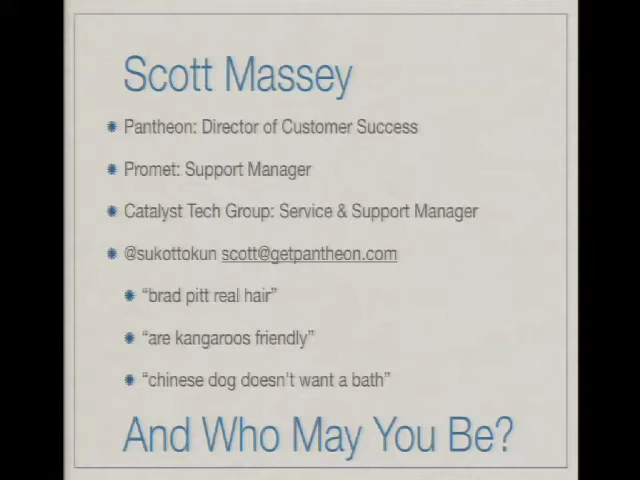 Scott Massey
Pantheon: Director of Customer Success
Promet: Support Manager
Catalyst Tech Group: Service & Support Manager
@sukottokun scott@getpantheon.com
“brad pitt real hair”
“are kangaroos friendly”
“chinese dog doesn't want a bath”
And Who May You Be?